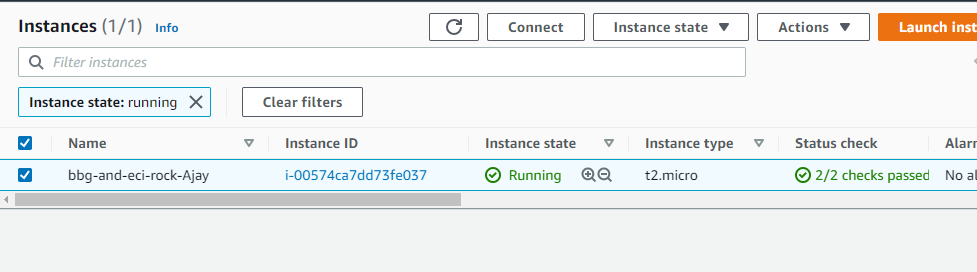 Instances (1/1) Info Connect Instance state Actions Launch inst
Filter instances
Instance state: running Clear filters
Name Instance ID Instance state Instance type Status check Alarn
bbg-and-eci-rock-Ajay i-00574ca7dd73fe037 Running t2.micro 2/2 checks passed No al